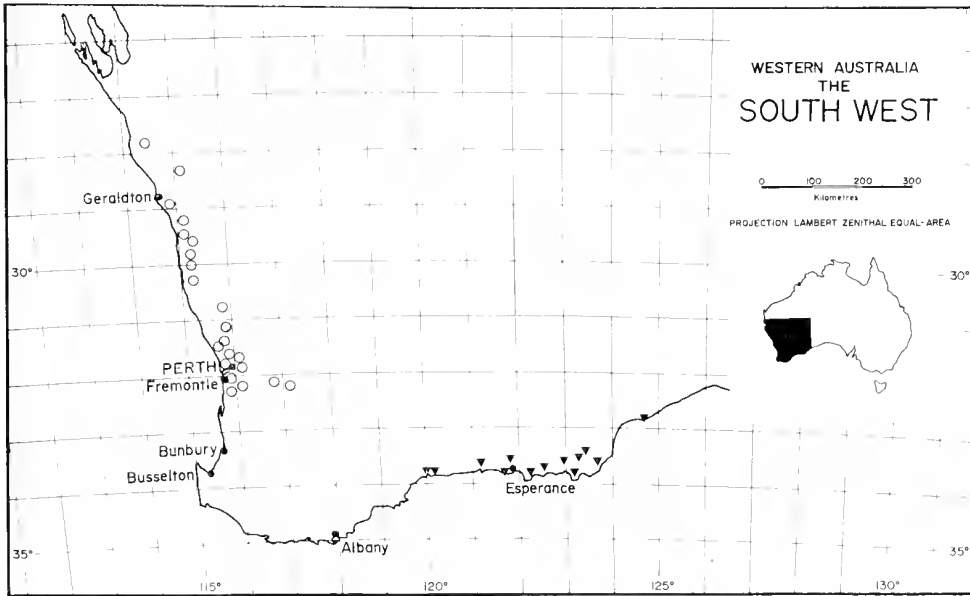 WESTERN AUSTRALIA
THE
SOUTH WEST
0 100 200 300
Kilometres
PROJECTION LAMBERT ZENITHAL EQUAL-AREA
Geraldton
30°
30°
PERTH
Fremantle
Bunbury
Busselton
Esperance
Albany
35°
35°
115°
120°
125°
130°